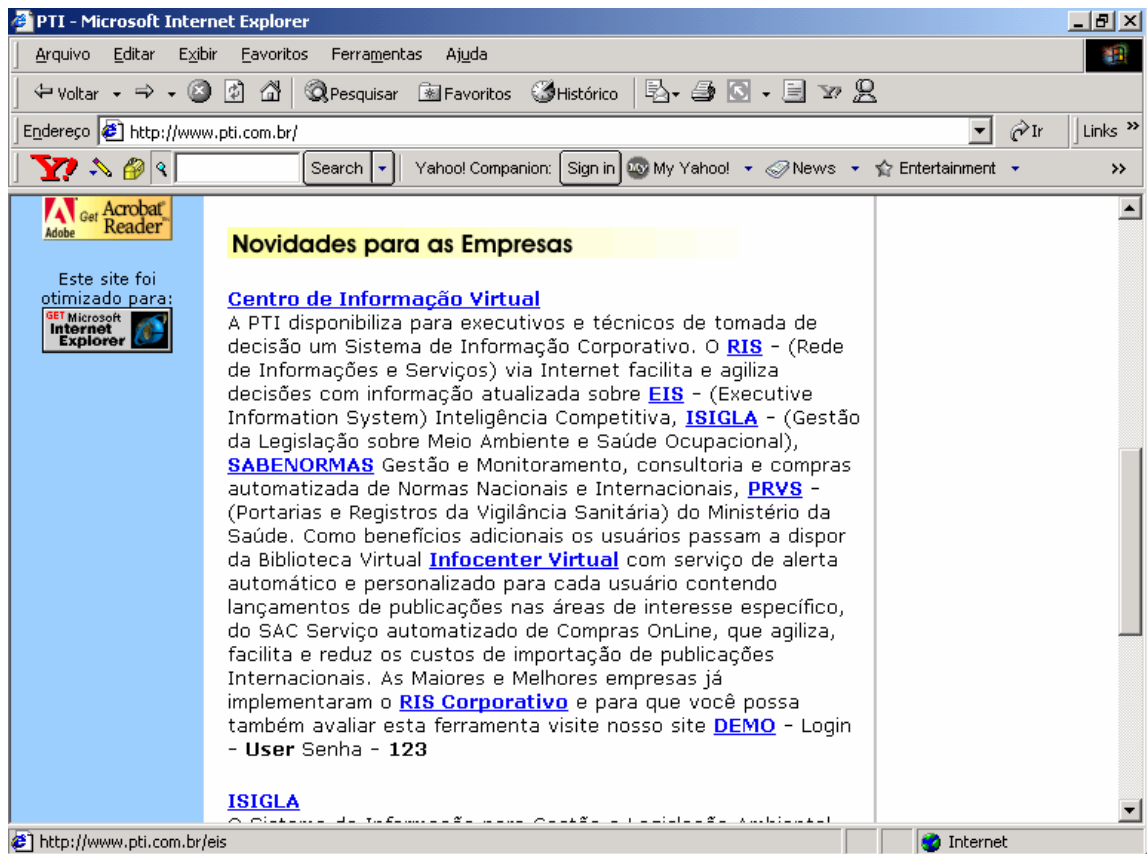 PTI - Microsoft Internet Explorer
Arquivo Editar Exibir Favoritos Ferramentas Ajuda
Voltar Pesquisar Favoritos Histórico
Endereço http://www.pti.com.br/ Ir Links »
Y! Search Yahoo! Companion: Sign in My My Yahoo! News Entertainment »
Adobe Get Acrobat Reader
Este site foi
otimizado para:
GET Microsoft
Internet
Explorer
Novidades para as Empresas
Centro de Informação Virtual
A PTI disponibiliza para executivos e técnicos de tomada de
decisão um Sistema de Informação Corporativo. O RIS - (Rede
de Informações e Serviços) via Internet facilita e agiliza
decisões com informação atualizada sobre EIS - (Executive
Information System) Inteligência Competitiva, ISIGLA - (Gestão
da Legislação sobre Meio Ambiente e Saúde Ocupacional),
SABENORMAS Gestão e Monitoramento, consultoria e compras
automatizada de Normas Nacionais e Internacionais, PRVS -
(Portarias e Registros da Vigilância Sanitária) do Ministério da
Saúde. Como benefícios adicionais os usuários passam a dispor
da Biblioteca Virtual Infocenter Virtual com serviço de alerta
automático e personalizado para cada usuário contendo
lançamentos de publicações nas áreas de interesse específico,
do SAC Serviço automatizado de Compras OnLine, que agiliza,
facilita e reduz os custos de importação de publicações
Internacionais. As Maiores e Melhores empresas já
implementaram o RIS Corporativo e para que você possa
também avaliar esta ferramenta visite nosso site DEMO - Login
- User Senha - 123
ISIGLA
O Sistema de Informação para Gestão e Legislação Ambiental
http://www.pti.com.br/eis Internet